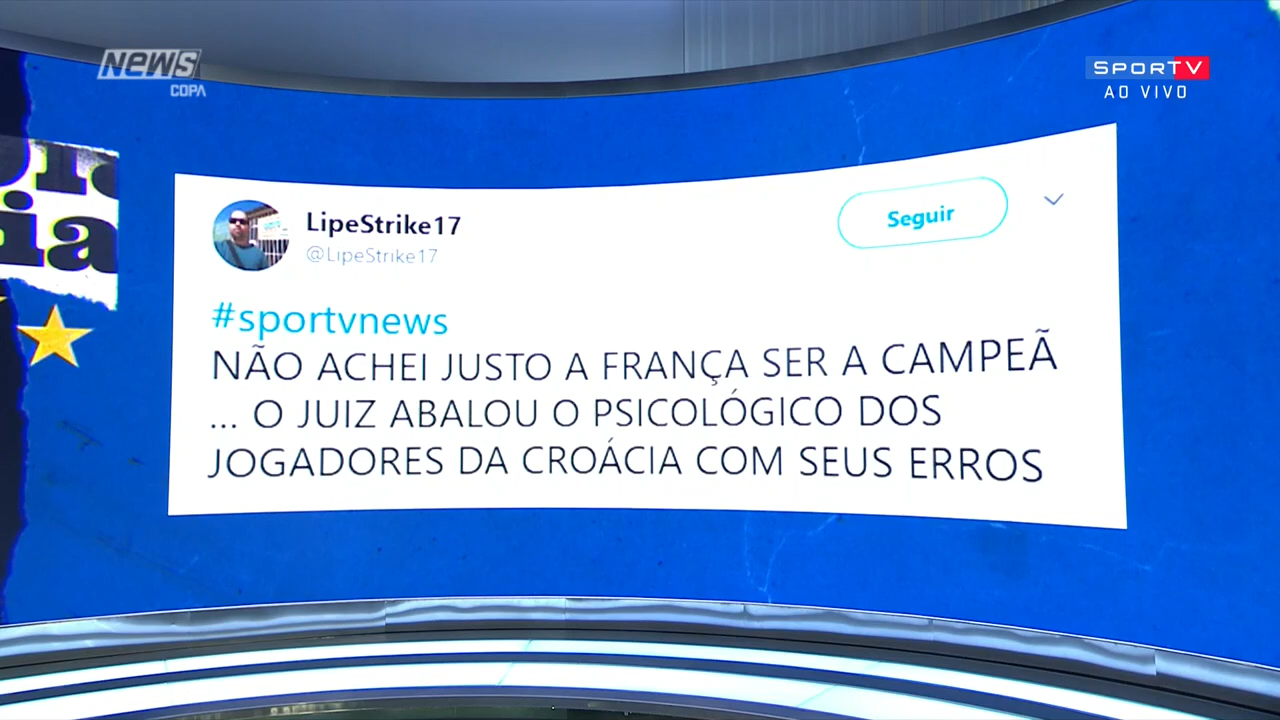 NEWS
COPA
SPORTV
AO VIVO
LipeStrike17
@LipeStrike17
Seguir
#sportvnews
NÃO ACHEI JUSTO A FRANÇA SER A CAMPEÃ
... O JUIZ ABALOU O PSICOLÓGICO DOS
JOGADORES DA CROÁCIA COM SEUS ERROS